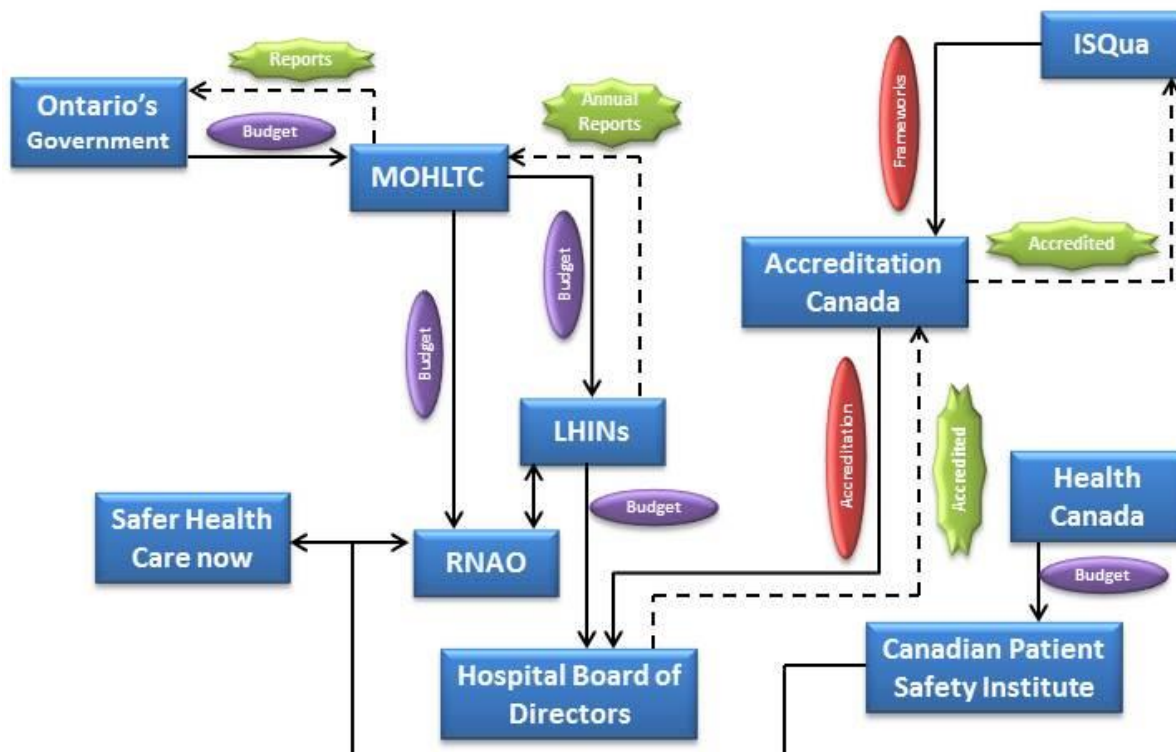 Reports
ISQua
Ontario's
Government
Budget
Annual
Reports
Frameworks
MOHLTC
Budget
Budget
Accreditation
Canada
Accredited
LHINs
Accreditation
Accredited
Health
Canada
Safer Health
Care now
RNAO
Budget
Budget
Hospital Board of
Directors
Canadian Patient
Safety Institute